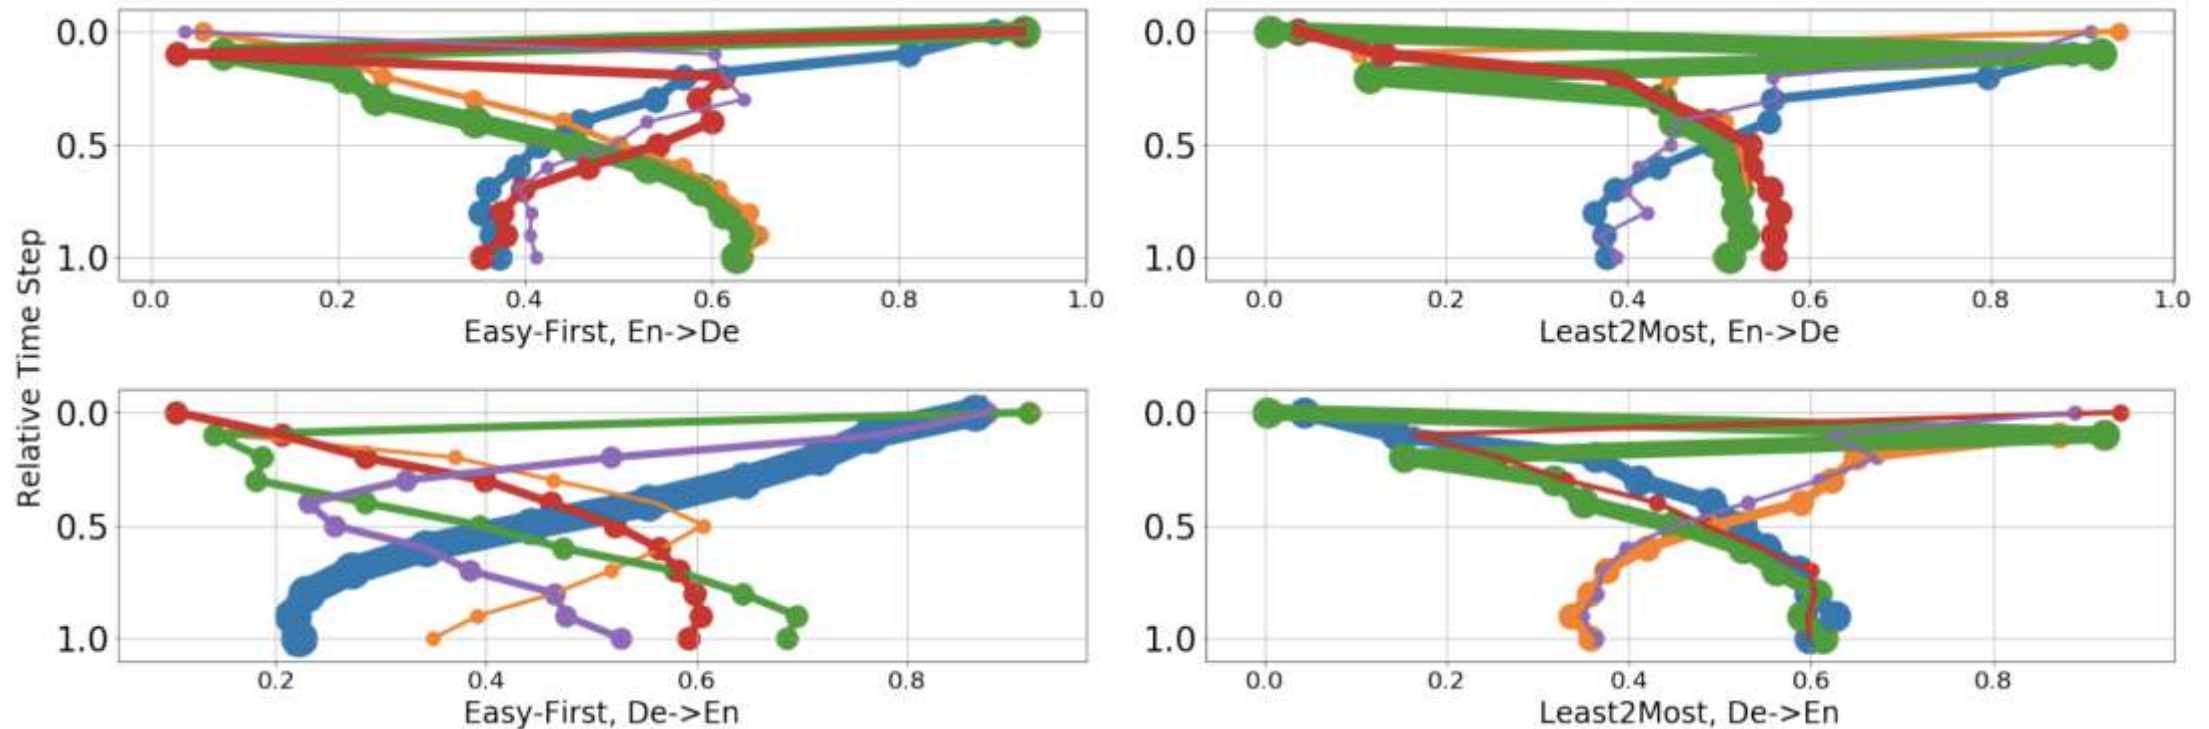 Relative Time Step
0.0
0.5
1.0
0.0 0.2 0.4 0.6 0.8 1.0
Easy-First, En->De
0.0
0.5
1.0
0.0 0.2 0.4 0.6 0.8 1.0
Least2Most, En->De
0.0
0.5
1.0
0.2 0.4 0.6 0.8
Easy-First, De->En
0.0
0.5
1.0
0.0 0.2 0.4 0.6 0.8
Least2Most, De->En